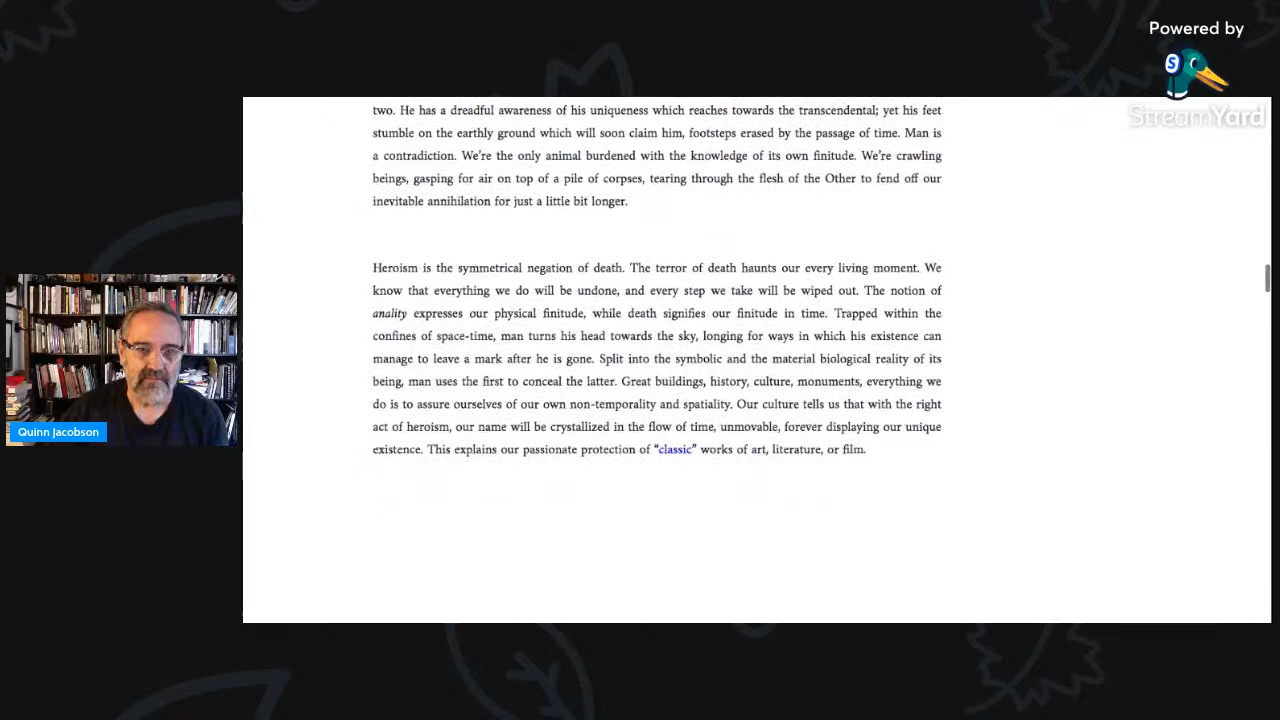 Powered by
S
StreamYard
two. He has a dreadful awareness of his uniqueness which reaches towards the transcendental; yet his feet
stumble on the earthly ground which will soon claim him, footsteps erased by the passage of time. Man is
a contradiction. We're the only animal burdened with the knowledge of its own finitude. We're crawling
beings, gasping for air on top of a pile of corpses, tearing through the flesh of the Other to fend off our
inevitable annihilation for just a little bit longer.
Heroism is the symmetrical negation of death. The terror of death haunts our every living moment. We
know that everything we do will be undone, and every step we take will be wiped out. The notion of
anality expresses our physical finitude, while death signifies our finitude in time. Trapped within the
confines of space-time, man turns his head towards the sky, longing for ways in which his existence can
manage to leave a mark after he is gone. Split into the symbolic and the material biological reality of its
being, man uses the first to conceal the latter. Great buildings, history, culture, monuments, everything we
do is to assure ourselves of our own non-temporality and spatiality. Our culture tells us that with the right
act of heroism, our name will be crystallized in the flow of time, unmovable, forever displaying our unique
existence. This explains our passionate protection of “classic” works of art, literature, or film.
Quinn Jacobson